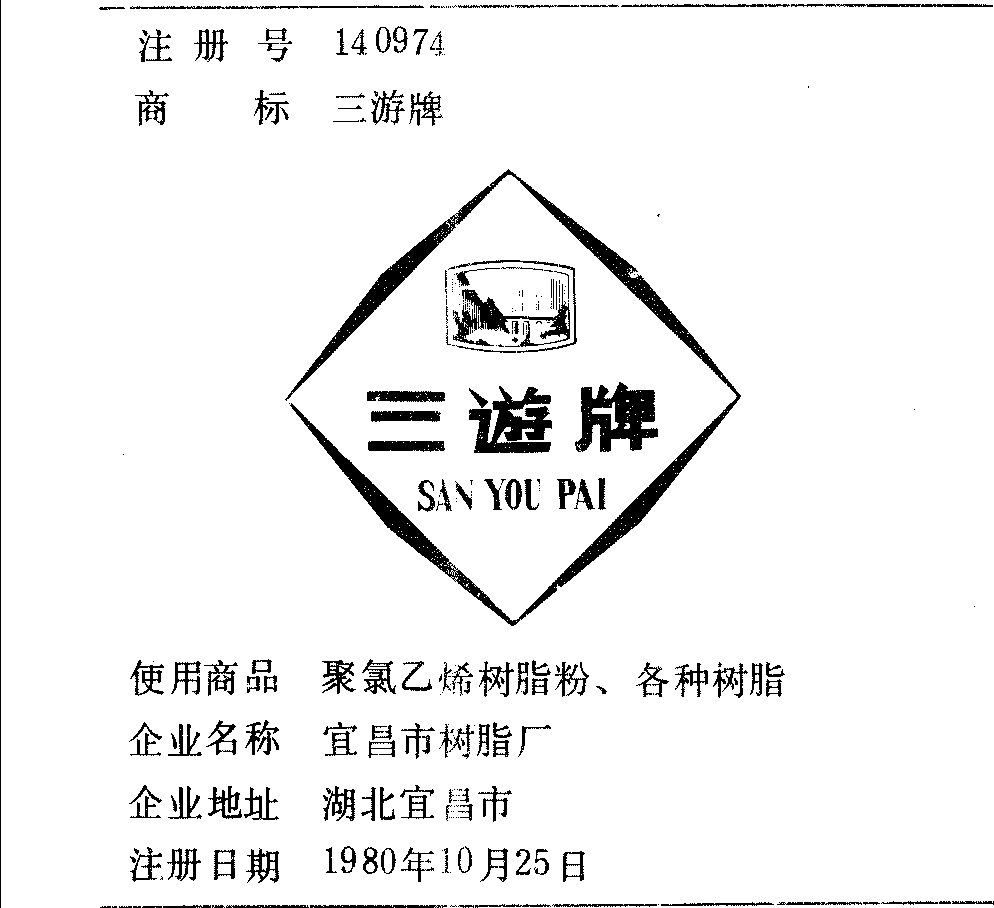 注册号 140974
商标 三游牌
三遊牌
SAN YOU PAI
使用商品 聚氯乙烯树脂粉、各种树脂
企业名称 宜昌市树脂厂
企业地址 湖北宜昌市
注册日期 1980年10月25日